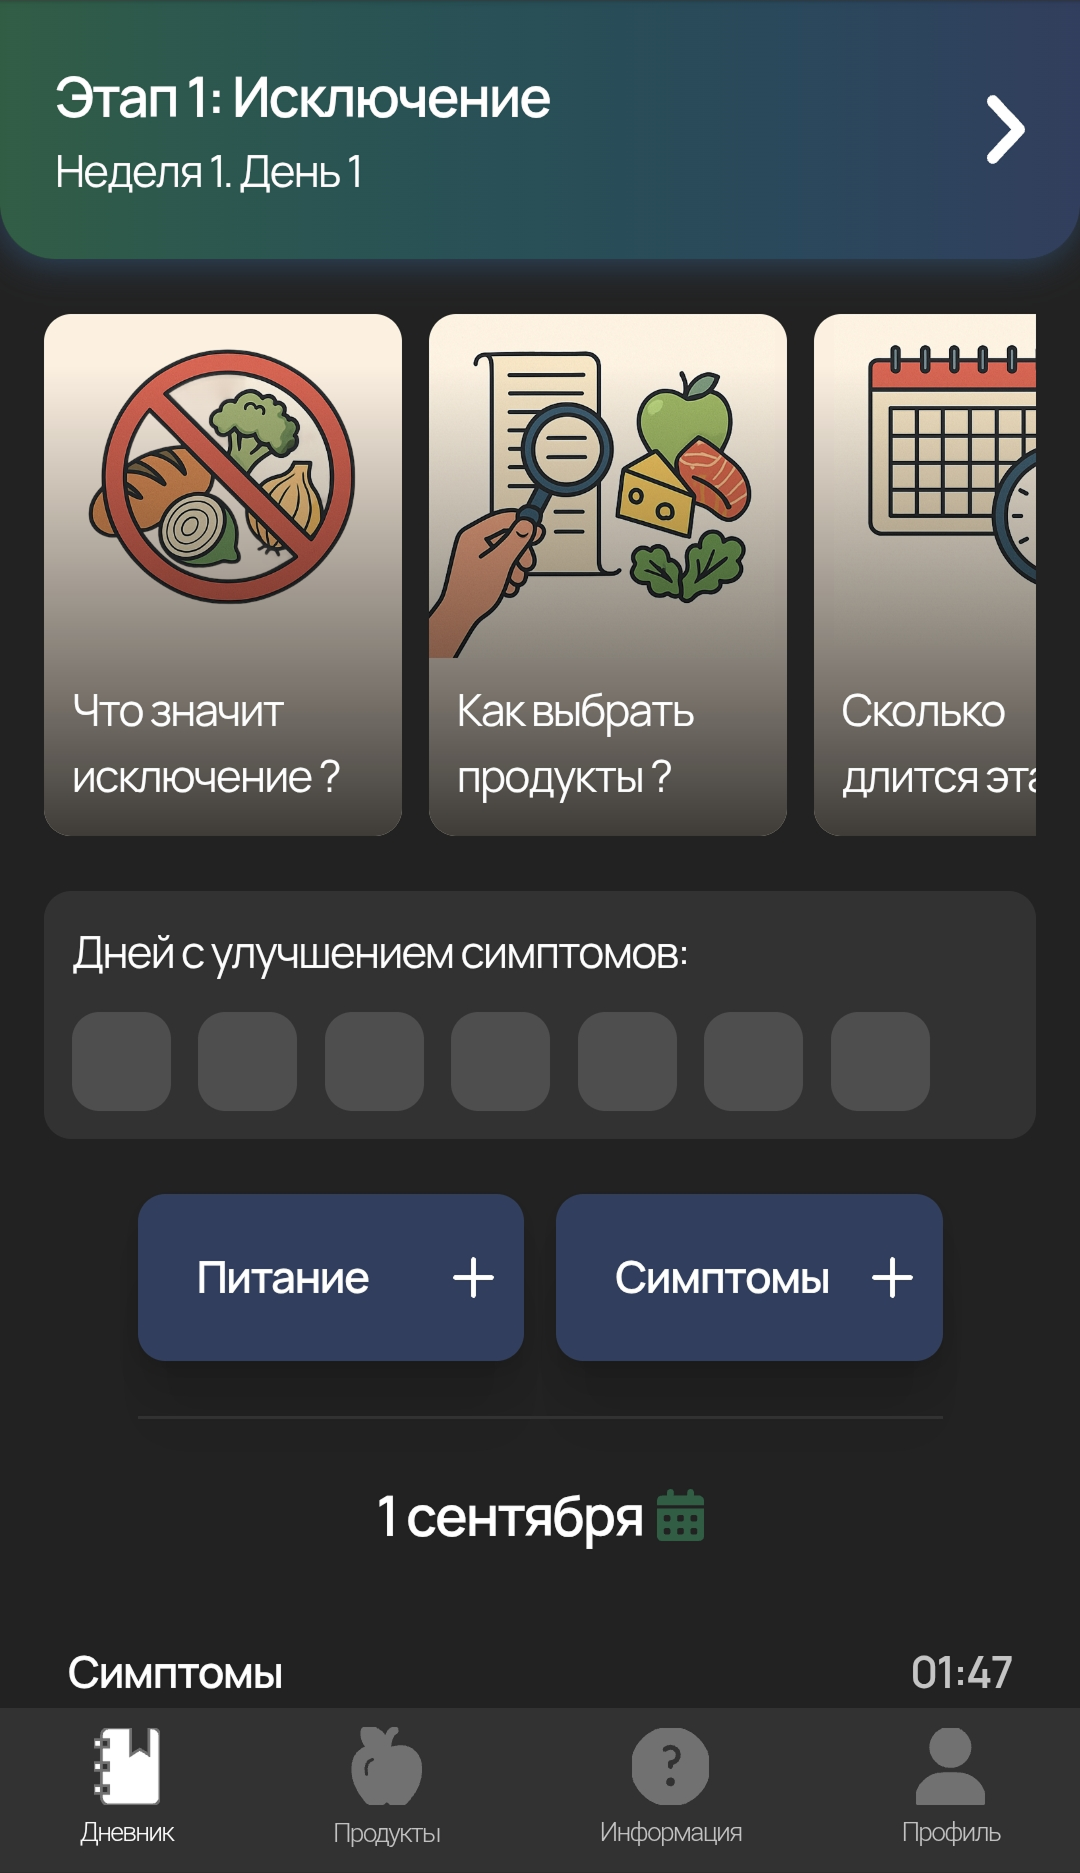 Этап 1: Исключение
Неделя 1. День 1
Что значит
исключение ?
Как выбрать
продукты ?
Сколько
длится эта
Дней с улучшением симптомов:
Питание
Симптомы
1 сентября
Симптомы 01:47
Дневник
Продукты
Информация
Профиль